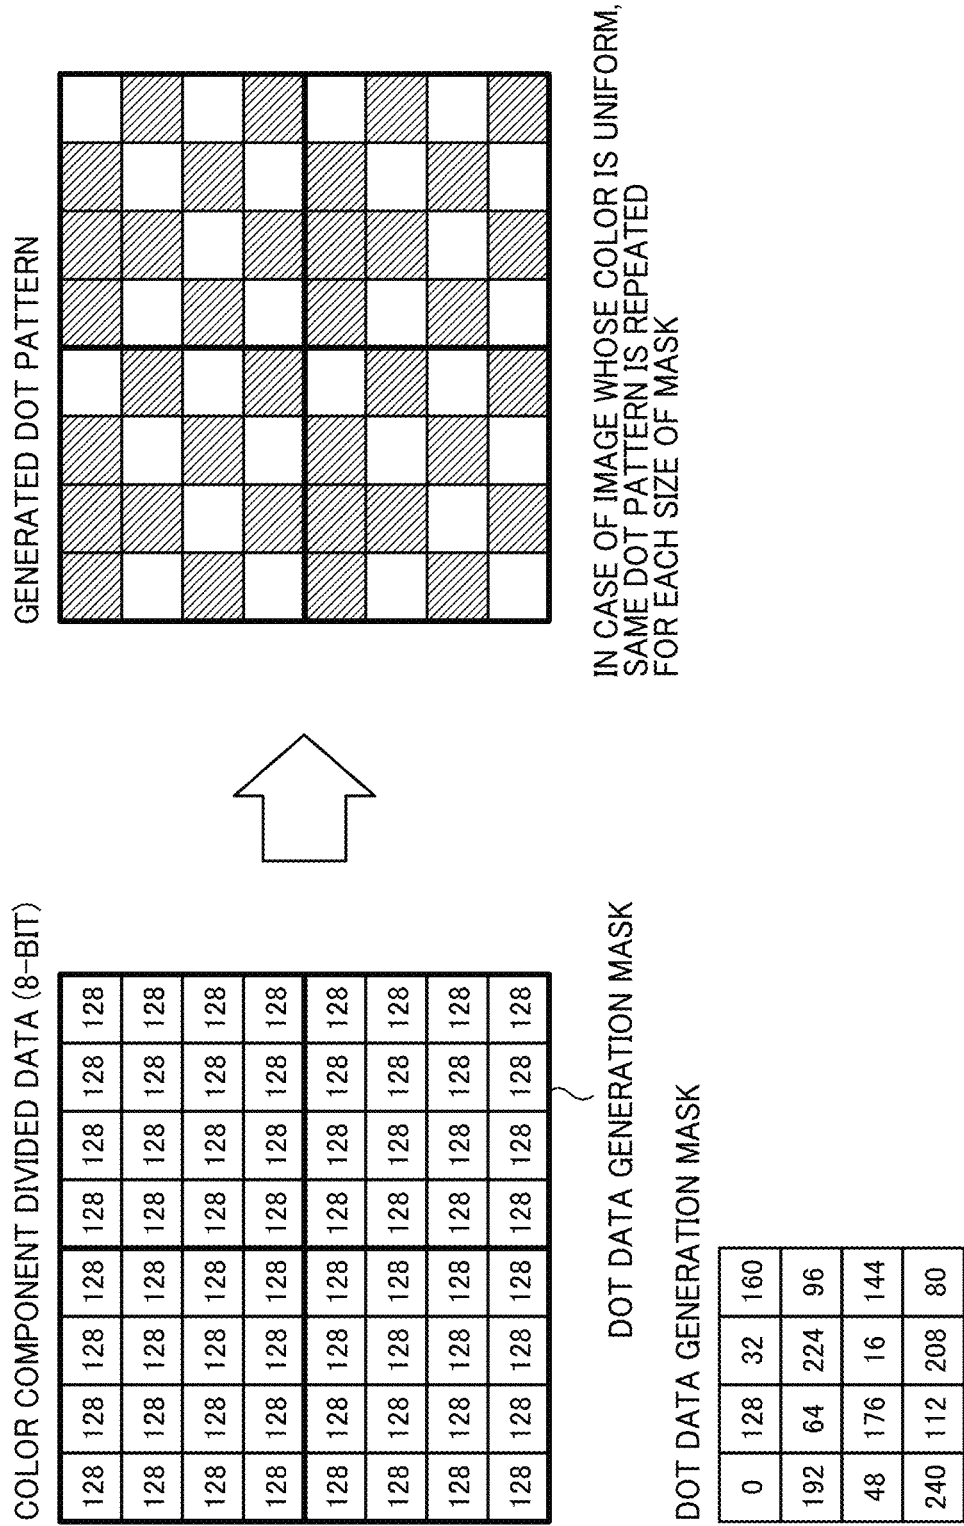 COLOR COMPONENT DIVIDED DATA (8-BIT)
128 128 128 128 128 128 128 128
128 128 128 128 128 128 128 128
128 128 128 128 128 128 128 128
128 128 128 128 128 128 128 128
128 128 128 128 128 128 128 128
128 128 128 128 128 128 128 128
128 128 128 128 128 128 128 128
128 128 128 128 128 128 128 128
DOT DATA GENERATION MASK
DOT DATA GENERATION MASK
0 128 32 160
192 64 224 96
48 176 16 144
240 112 208 80
GENERATED DOT PATTERN
IN CASE OF IMAGE WHOSE COLOR IS UNIFORM,
SAME DOT PATTERN IS REPEATED
FOR EACH SIZE OF MASK